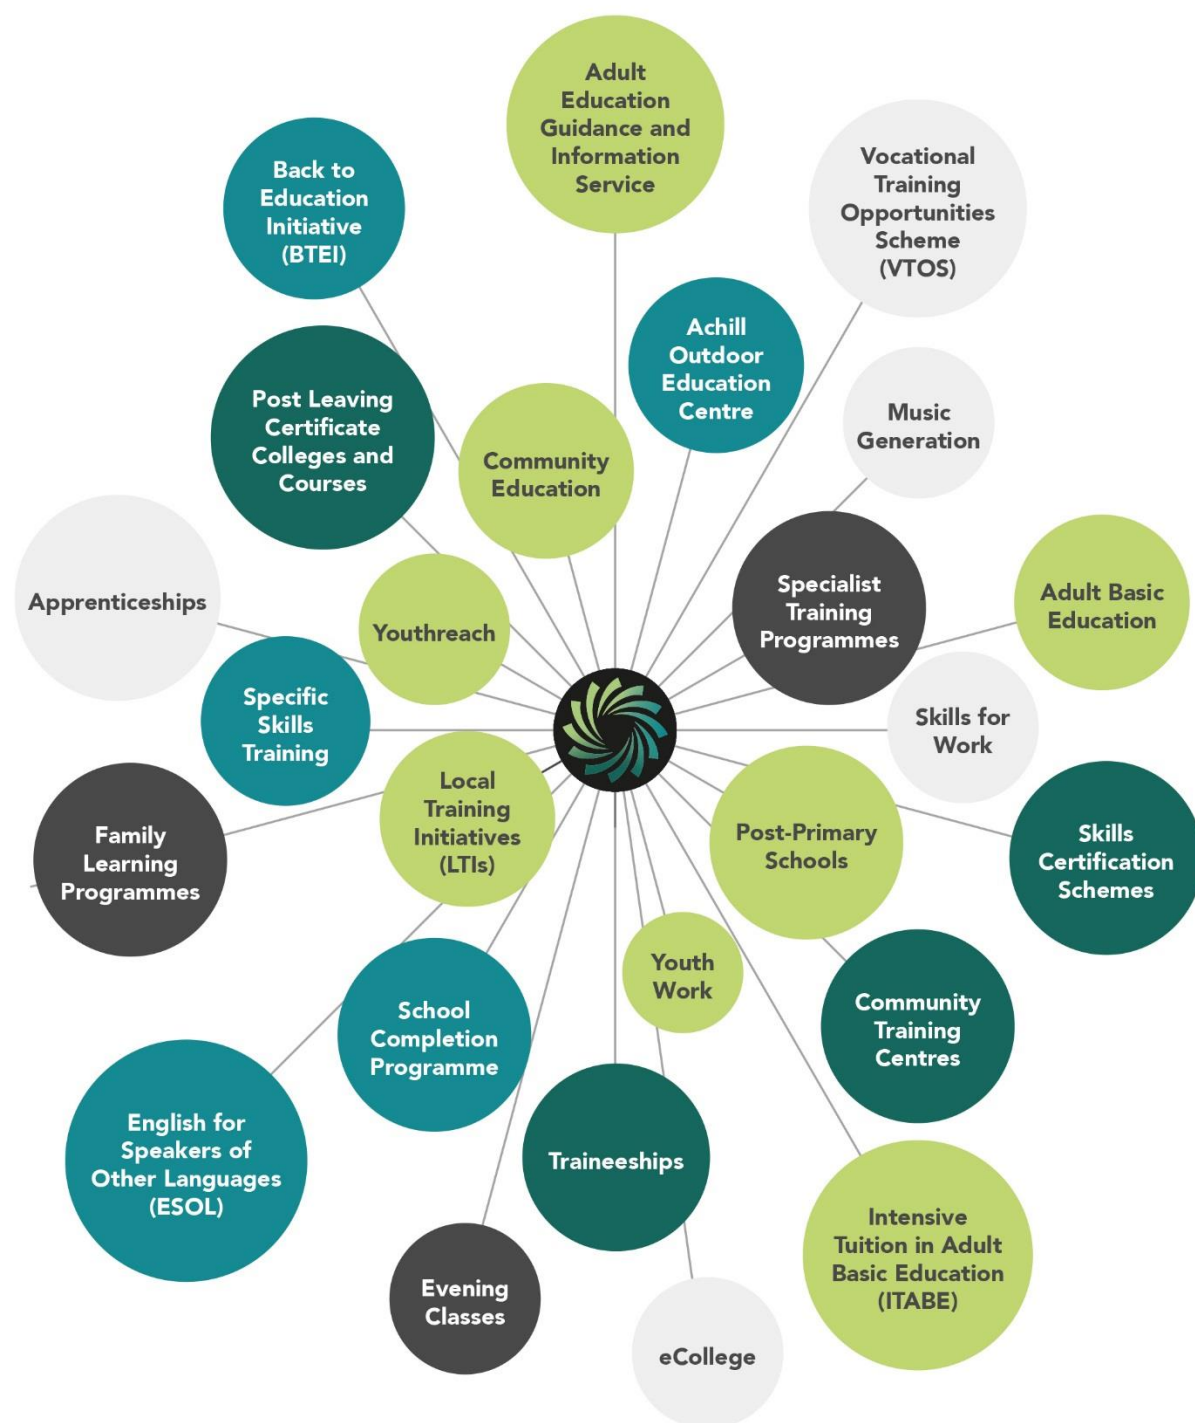 Adult
Education
Guidance and
Information
Service
Back to
Education
Initiative
(BTEI)
Vocational
Training
Opportunities
Scheme
(VTOS)
Achill
Outdoor
Education
Centre
Post Leaving
Certificate
Colleges and
Courses
Community
Education
Music
Generation
Apprenticeships
Youthreach
Specialist
Training
Programmes
Adult Basic
Education
Specific
Skills
Training
Skills for
Work
Local
Training
Initiatives
(LTIs)
Family
Learning
Programmes
Post-Primary
Schools
Skills
Certification
Schemes
Youth
Work
School
Completion
Programme
Community
Training
Centres
English for
Speakers of
Other Languages
(ESOL)
Traineeships
Intensive
Tuition in Adult
Basic Education
(ITABE)
Evening
Classes
eCollege